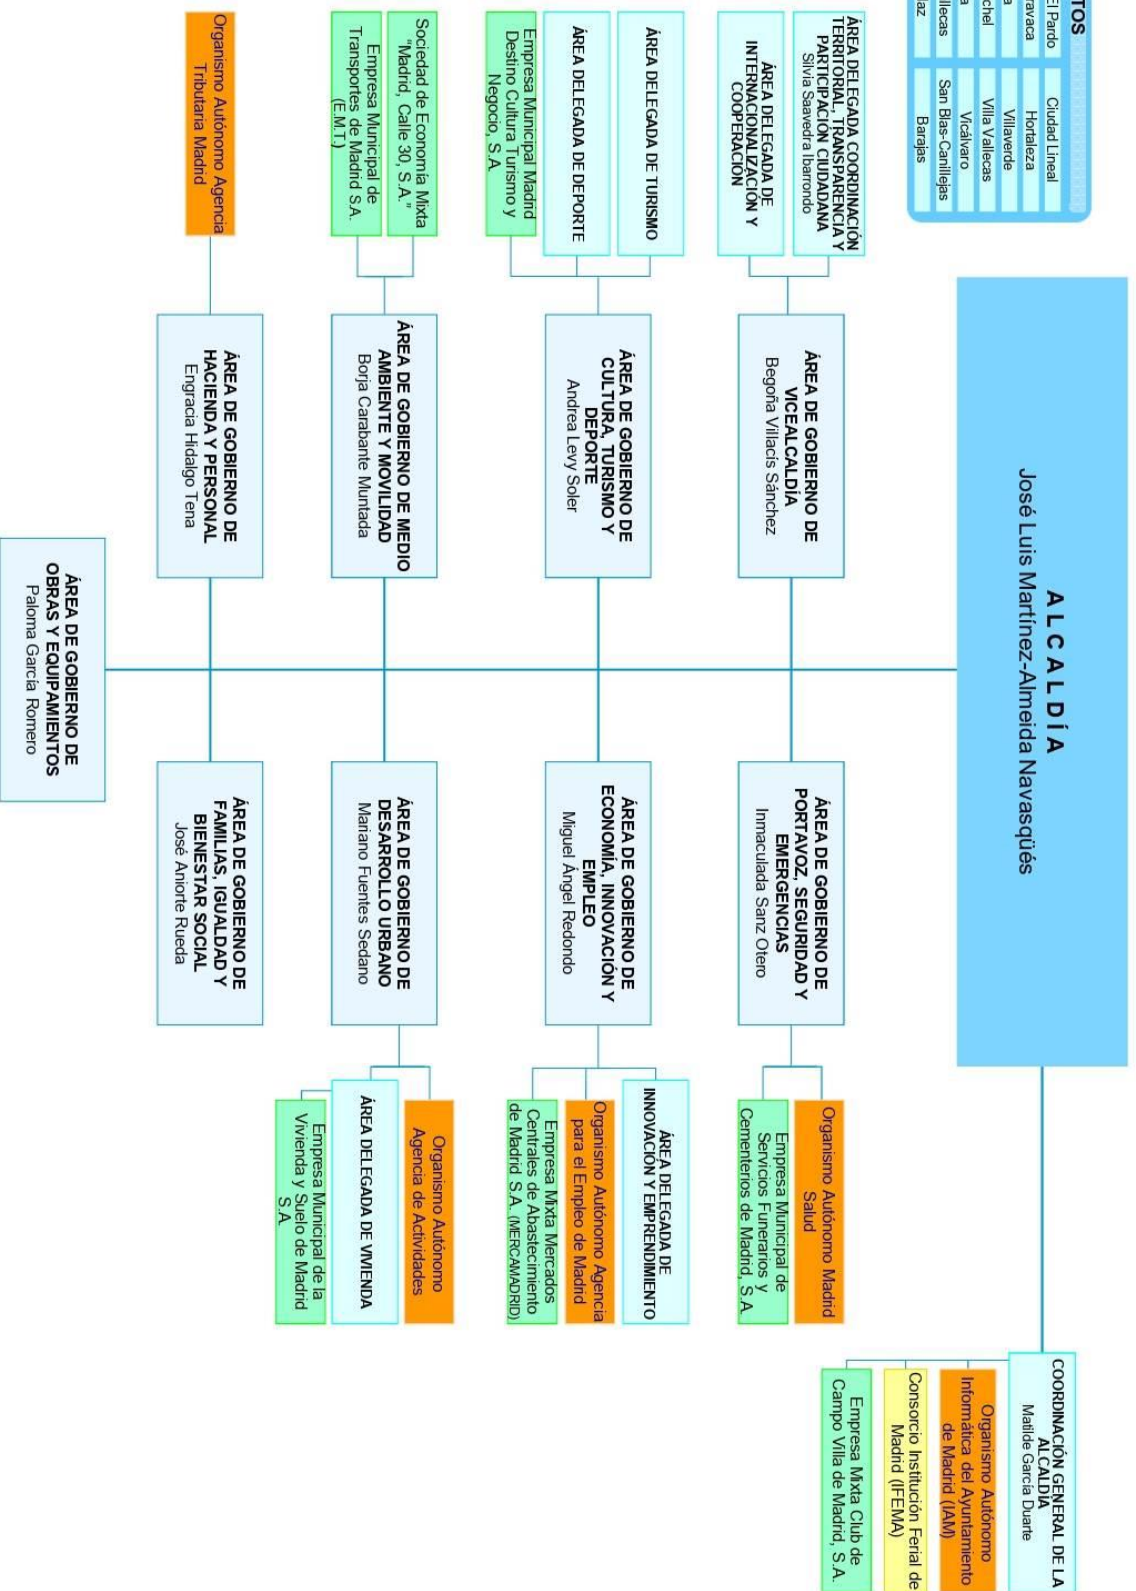 TOS
El Pardo
Ciudad Lineal
Hortaleza
Villaverde
Villa Vallecas
Vicálvaro
San Blas-Canillejas
Barajas
A L C A L D Í A
José Luis Martínez-Almeida Navasqüés
COORDINACIÓN GENERAL DE LA
ALCALDÍA
Matilde García Duarte
Organismo Autónomo
Informática del Ayuntamiento
de Madrid (IAM)
Consorcio Institución Ferial de
Madrid (IFEMA)
Empresa Mixta Club de
Campo Villa de Madrid, S.A.
ÁREA DELEGADA COORDINACIÓN
TERRITORIAL, TRANSPARENCIA Y
PARTICIPACIÓN CIUDADANA
Silvia Saavedra Ibarrondo
ÁREA DELEGADA DE
INTERNACIONALIZACIÓN Y
COOPERACIÓN
ÁREA DE GOBIERNO DE
VICEALCALDÍA
Begoña Villacís Sánchez
ÁREA DE GOBIERNO DE
PORTAVOZ, SEGURIDAD Y
EMERGENCIAS
Inmaculada Sanz Otero
Organismo Autónomo Madrid
Salud
Empresa Municipal de
Servicios Funerarios y
Cementerios de Madrid, S.A.
ÁREA DELEGADA DE TURISMO
ÁREA DELEGADA DE DEPORTE
Empresa Municipal Madrid
Destino Cultura Turismo y
Negocio, S.A.
ÁREA DE GOBIERNO DE
CULTURA, TURISMO Y
DEPORTE
Andrea Levy Soler
ÁREA DE GOBIERNO DE
ECONOMÍA, INNOVACIÓN Y
EMPLEO
Miguel Ángel Redondo
ÁREA DELEGADA DE
INNOVACIÓN Y EMPRENDIMIENTO
Organismo Autónomo Agencia
para el Empleo de Madrid
Empresa Mixta Mercados
Centrales de Abastecimiento
de Madrid S.A. (MERCAMADRID)
Sociedad de Economía Mixta
"Madrid, Calle 30, S.A."
Empresa Municipal de
Transportes de Madrid S.A.
(E.M.T.)
ÁREA DE GOBIERNO DE MEDIO
AMBIENTE Y MOVILIDAD
Borja Carabante Muntada
ÁREA DE GOBIERNO DE
DESARROLLO URBANO
Mariano Fuentes Sedano
Organismo Autónomo
Agencia de Actividades
ÁREA DELEGADA DE VIVIENDA
Empresa Municipal de la
Vivienda y Suelo de Madrid
S.A.
Organismo Autónomo Agencia
Tributaria Madrid
ÁREA DE GOBIERNO DE
HACIENDA Y PERSONAL
Engracia Hidalgo Tena
ÁREA DE GOBIERNO DE
FAMILIAS, IGUALDAD Y
BIENESTAR SOCIAL
José Aniorte Rueda
ÁREA DE GOBIERNO DE
OBRAS Y EQUIPAMIENTOS
Paloma García Romero